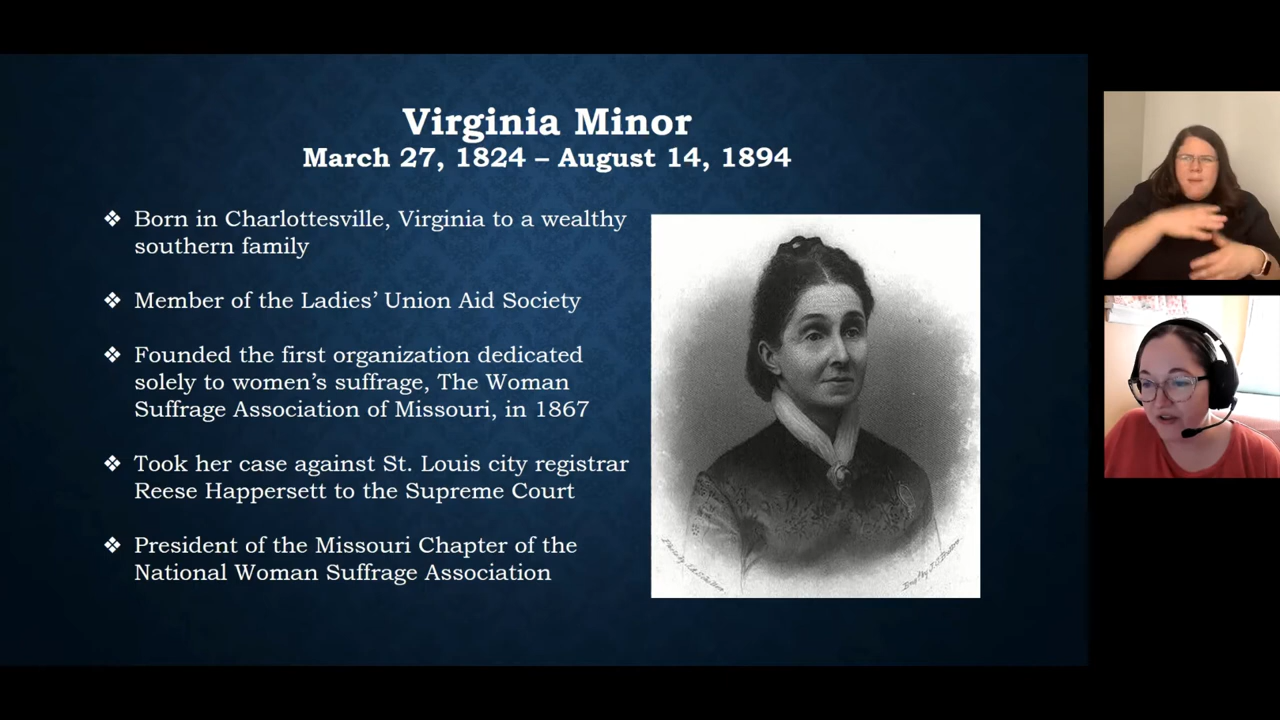 Virginia Minor
March 27, 1824 – August 14, 1894
❖ Born in Charlottesville, Virginia to a wealthy
southern family
❖ Member of the Ladies’ Union Aid Society
❖ Founded the first organization dedicated
solely to women’s suffrage, The Woman
Suffrage Association of Missouri, in 1867
❖ Took her case against St. Louis city registrar
Reese Happersett to the Supreme Court
❖ President of the Missouri Chapter of the
National Woman Suffrage Association